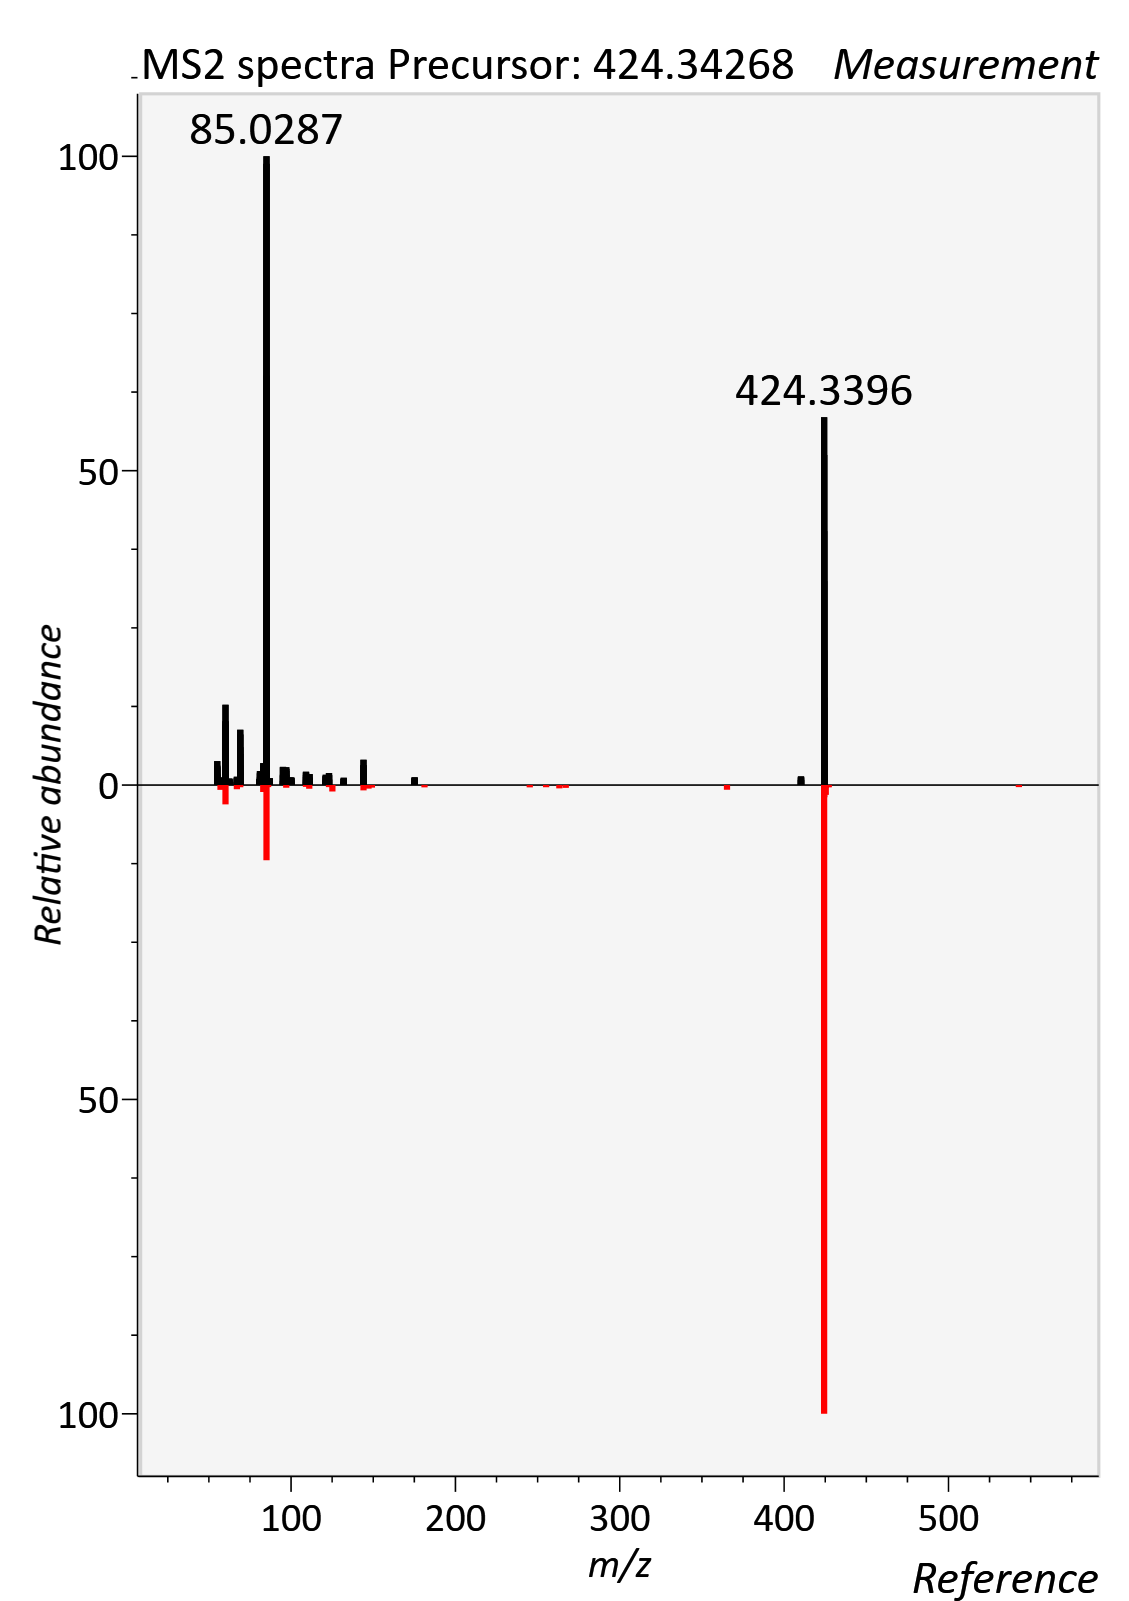 MS2 spectra Precursor: 424.34268 Measurement
85.0287
100
424.3396
50
Relative abundance
0
50
100
100 200 300 400 500
m/z
Reference